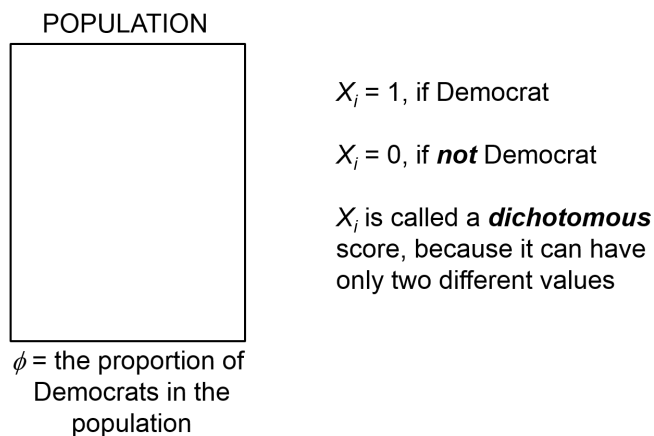 POPULATION
X_i = 1, if Democrat
X_i = 0, if not Democrat
X_i is called a dichotomous
score, because it can have
only two different values
ϕ = the proportion of
Democrats in the
population